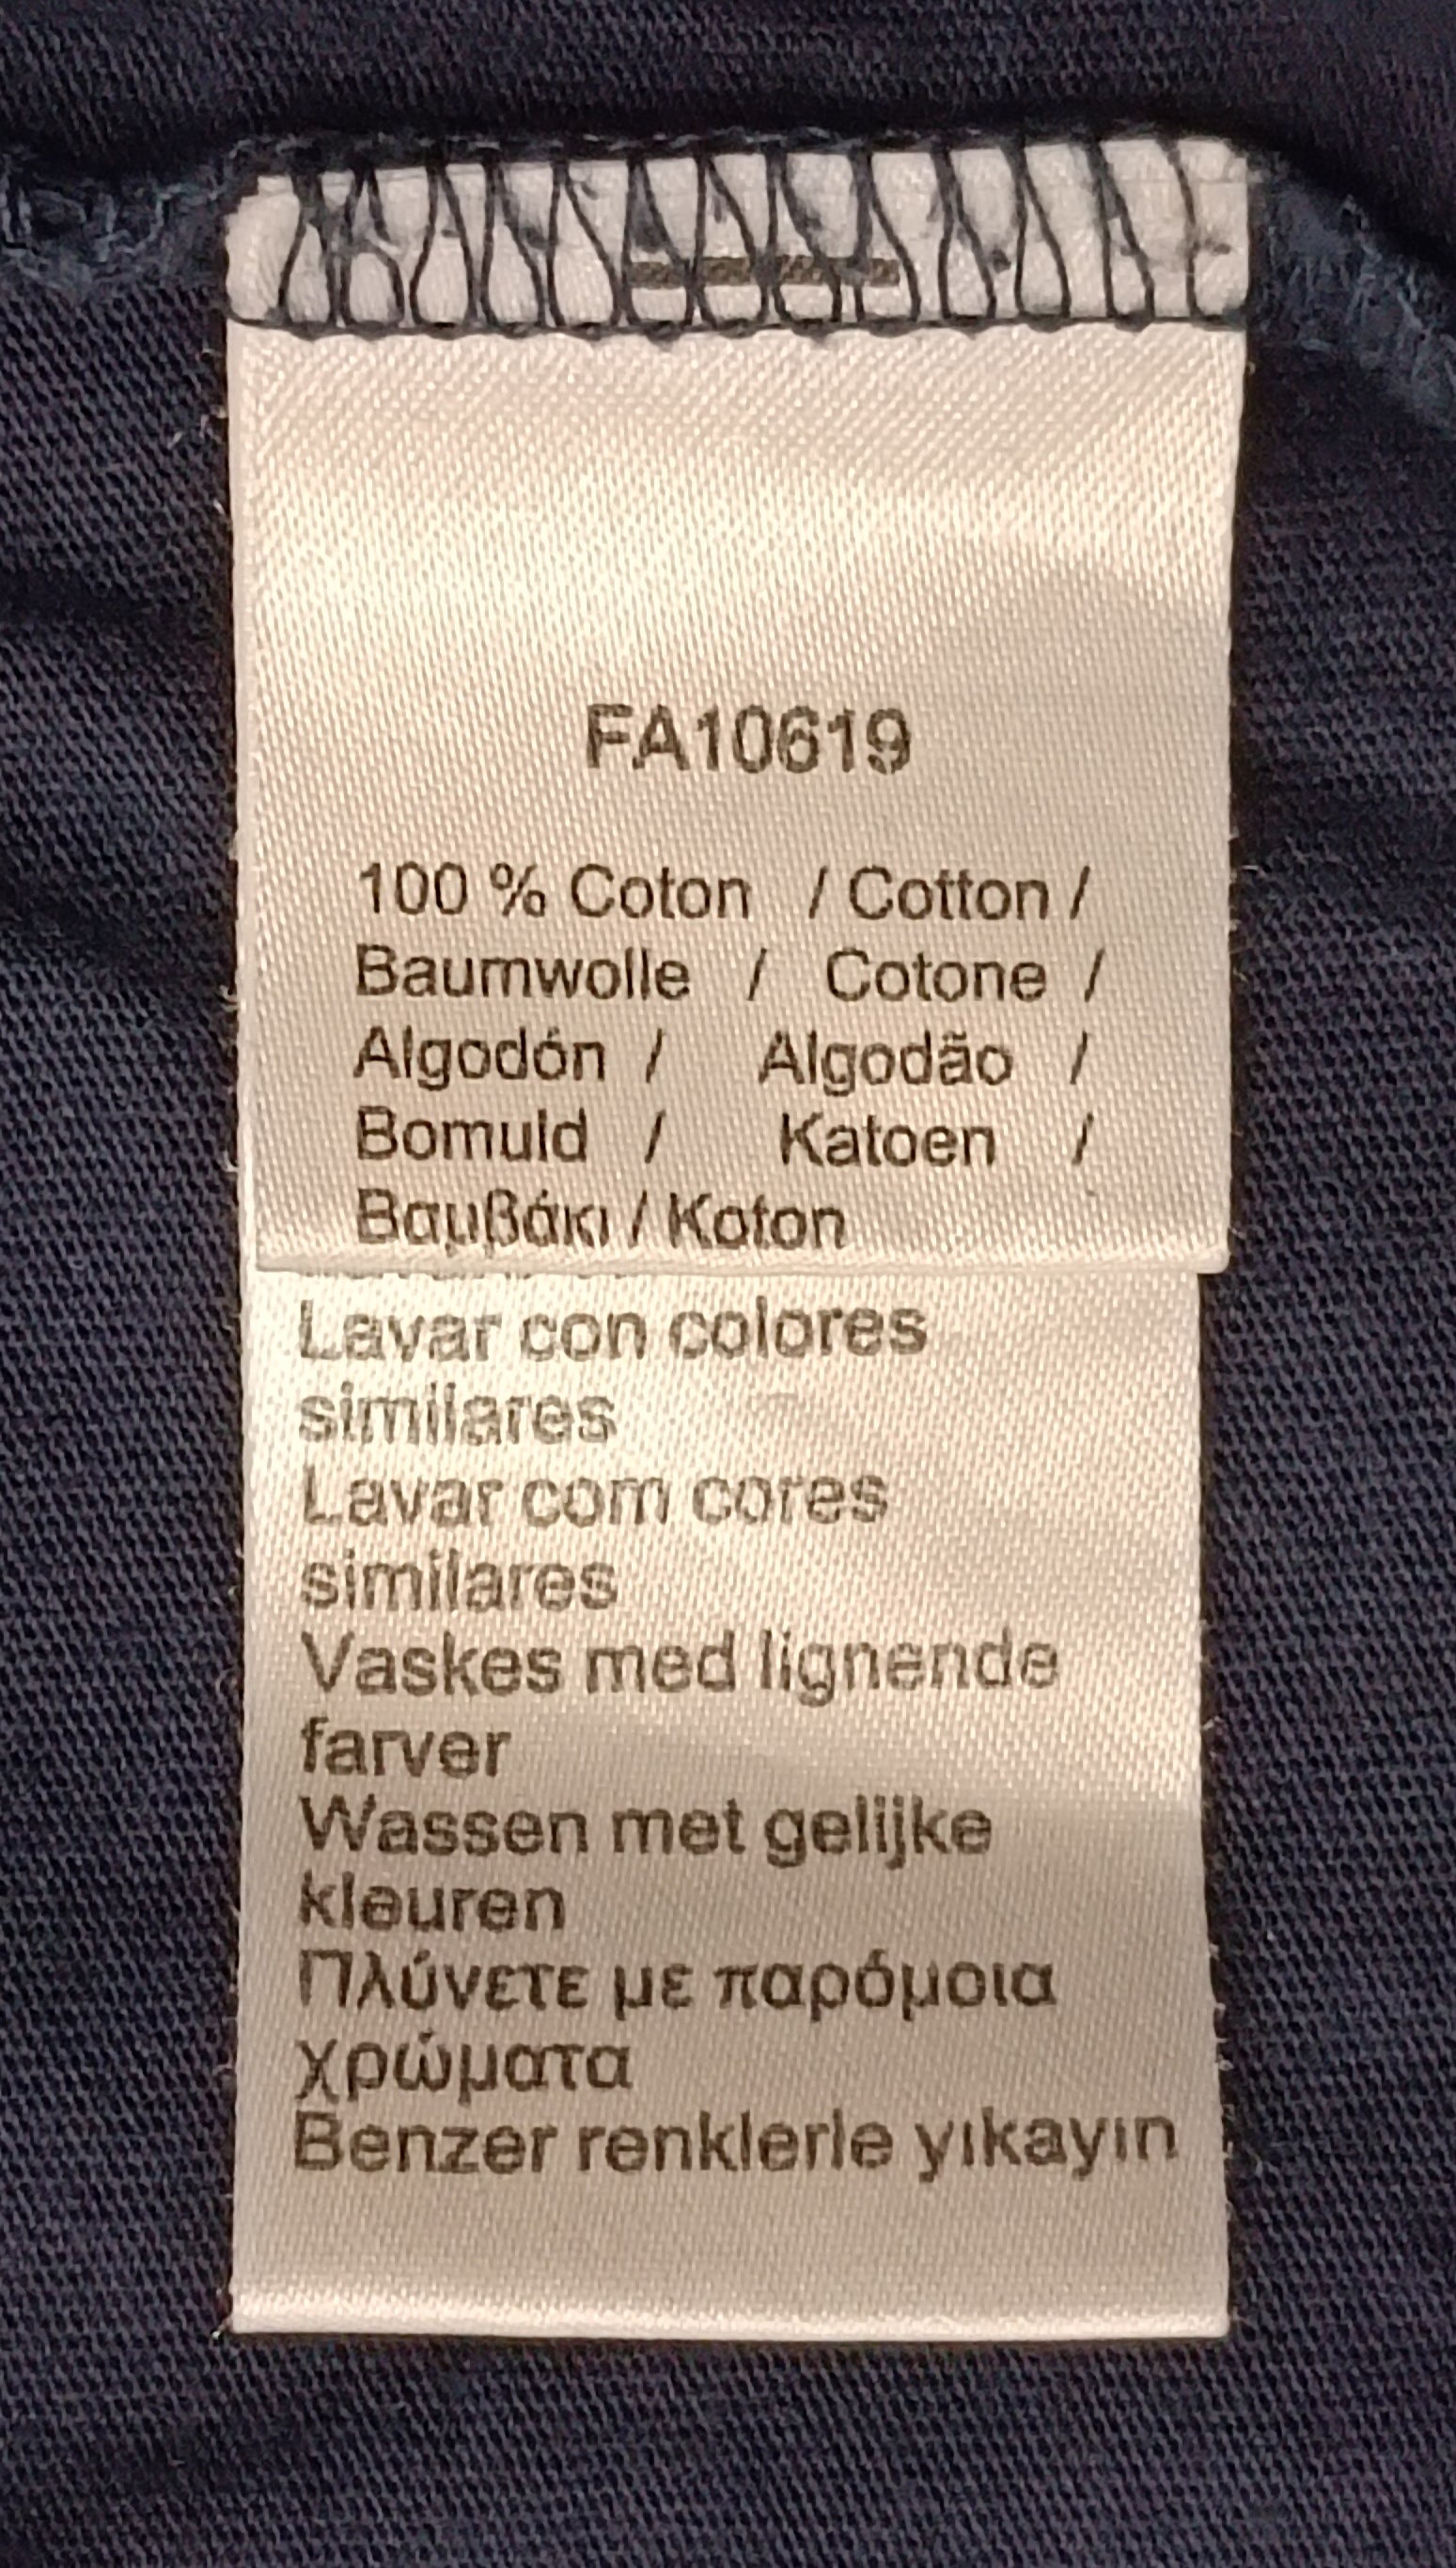 FA10619
100 % Coton / Cotton /
Baumwolle / Cotone /
Algodón / Algodão /
Bomuld / Katoen /
Βαμβάκι / Koton
Lavar con colores
similares
Lavar com cores
similares
Vaskes med lignende
farver
Wassen met gelijke
kleuren
Πλύνετε με παρόμοια
χρώματα
Benzer renklerle yıkayın